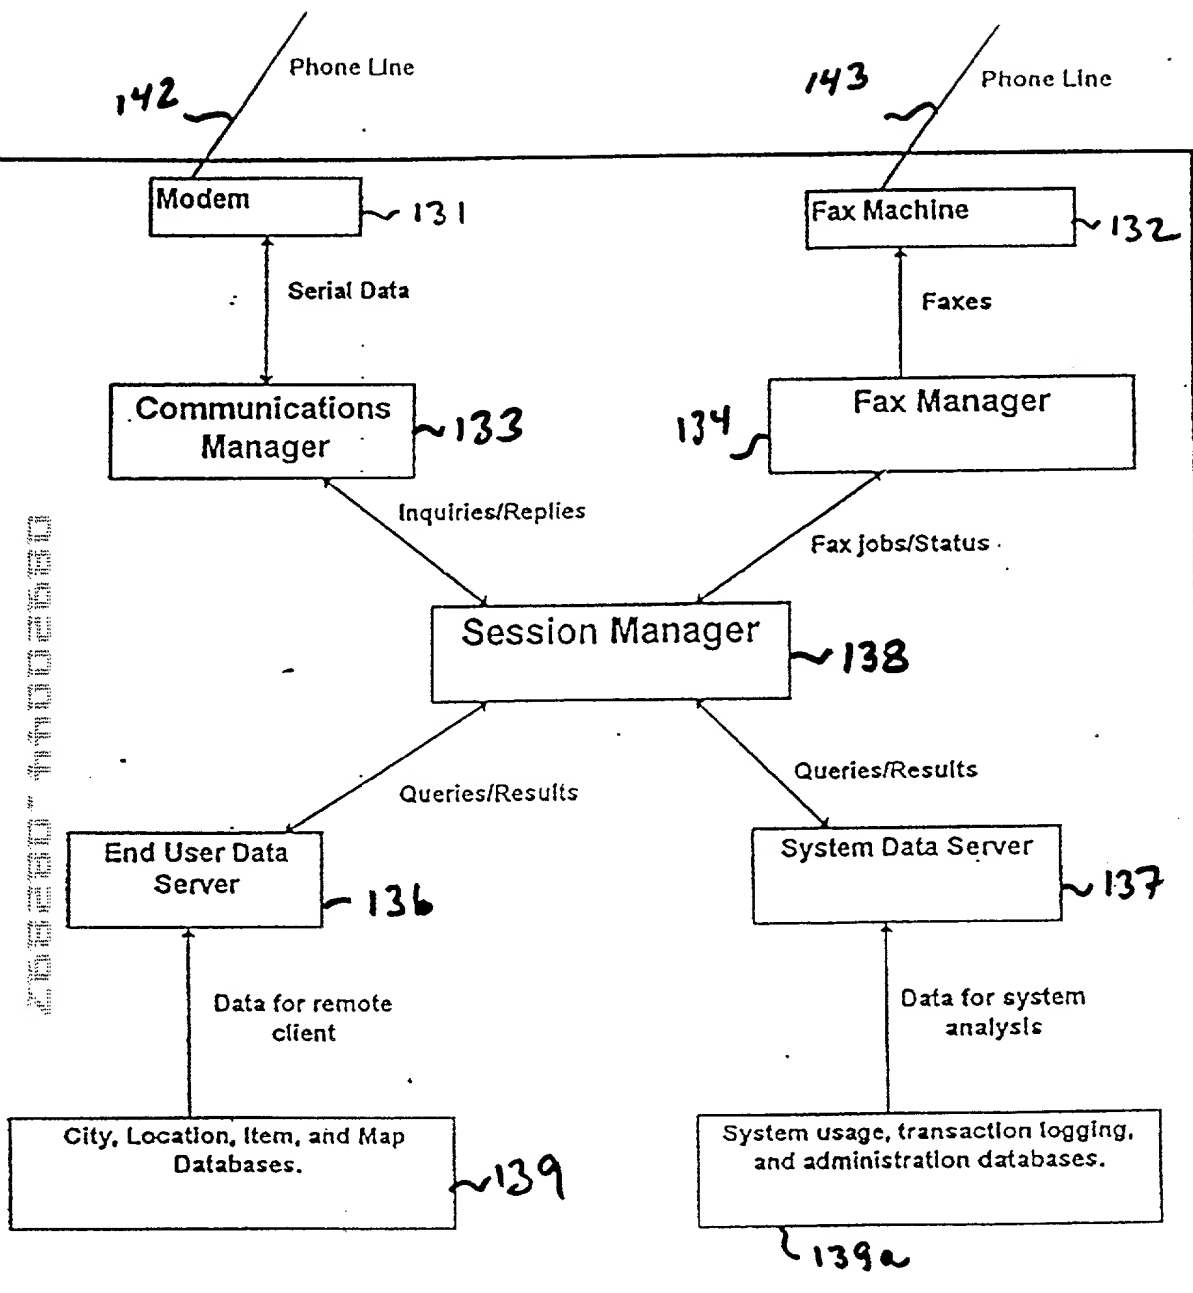 Phone Line
142
143
Phone Line
Modem
131
Fax Machine
132
Serial Data
Faxes
Communications
Manager
133
134
Fax Manager
Inquiries/Replies
Fax jobs/Status
Session Manager
138
Queries/Results
Queries/Results
End User Data
Server
136
System Data Server
137
Data for remote
client
Data for system
analysis
City, Location, Item, and Map
Databases.
139
System usage, transaction logging,
and administration databases.
139a